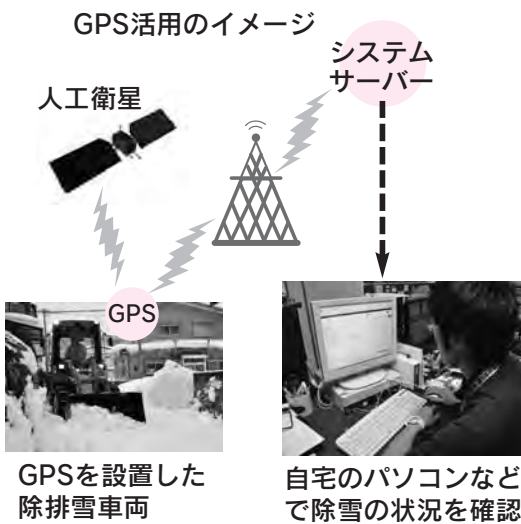 GPS活用のイメージ
システム
サーバー
人工衛星
GPS
GPSを設置した
除排雪車両
自宅のパソコンなど
で除雪の状況を確認